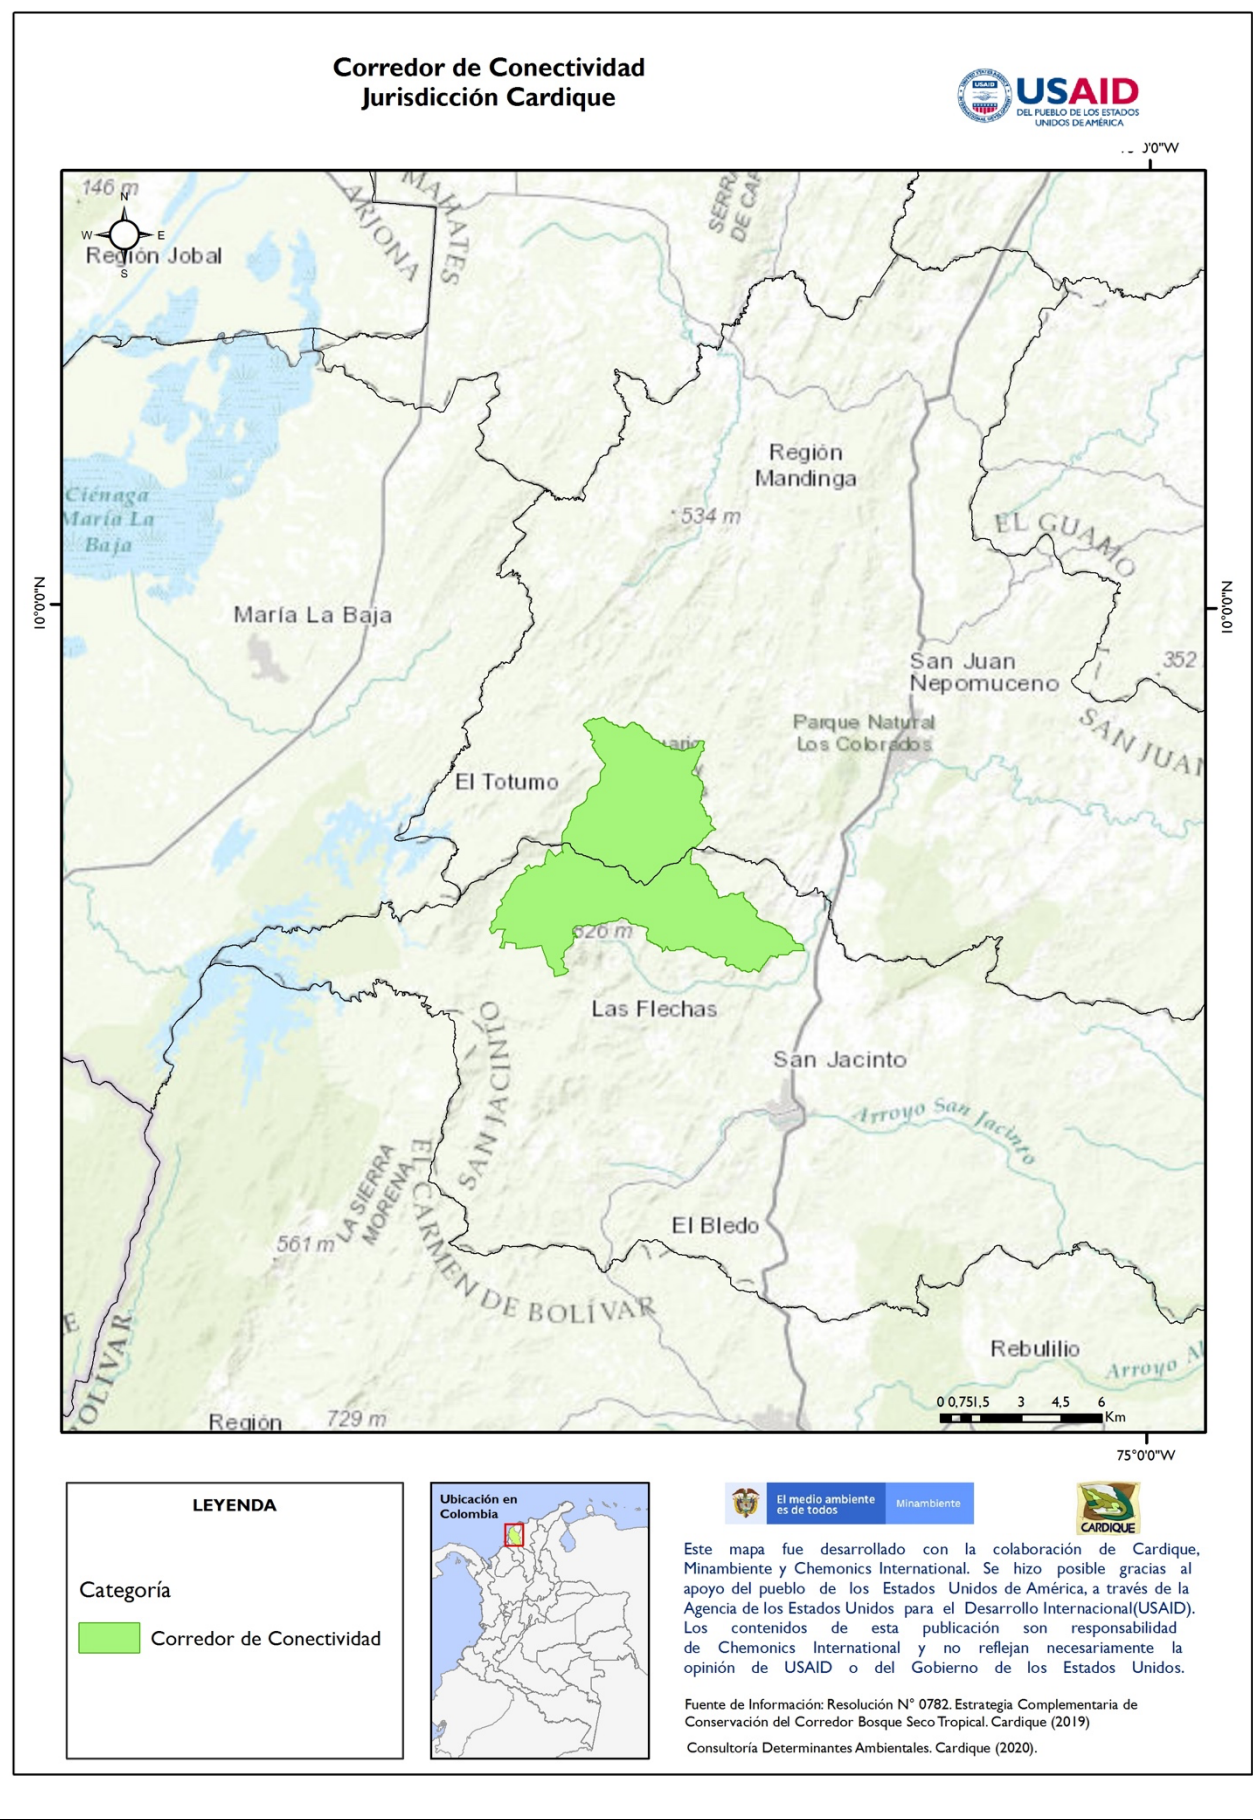 Corredor de Conectividad
Jurisdicción Cardique
USAID
DEL PUEBLO DE LOS ESTADOS
UNIDOS DE AMÉRICA
146 m
N
W
E
S
Región Jobal
ARJONA
MAHATES
Región
Mandinga
534 m
Ciénaga
María La
Baja
EL GUAMO
10°0'0"N
10°0'0"N
María La Baja
San Juan
Nepomuceno
352
SAN JUAN
Parque Natural
Los Colorados
El Totumo
626 m
Las Flechas
SAN JACINTO
San Jacinto
Arroyo San Jacinto
LA SIERRA
MORENA
El Bledo
561 m
EL CARMEN DE BOLÍVAR
BOLIVAR
Rebulilio
Región
729 m
0 0,75 1,5 3 4,5 6
Km
75°0'0"W
LEYENDA
Categoría
Corredor de Conectividad
Ubicación en
Colombia
El medio ambiente
es de todos
Minambiente
CARDIQUE
Este mapa fue desarrollado con la colaboración de Cardique,
Minambiente y Chemonics International. Se hizo posible gracias al
apoyo del pueblo de los Estados Unidos de América, a través de la
Agencia de los Estados Unidos para el Desarrollo Internacional(USAID).
Los contenidos de esta publicación son responsabilidad
de Chemonics International y no reflejan necesariamente la
opinión de USAID o del Gobierno de los Estados Unidos.
Fuente de Información: Resolución N° 0782. Estrategia Complementaria de
Conservación del Corredor Bosque Seco Tropical. Cardique (2019)
Consultoría Determinantes Ambientales. Cardique (2020).